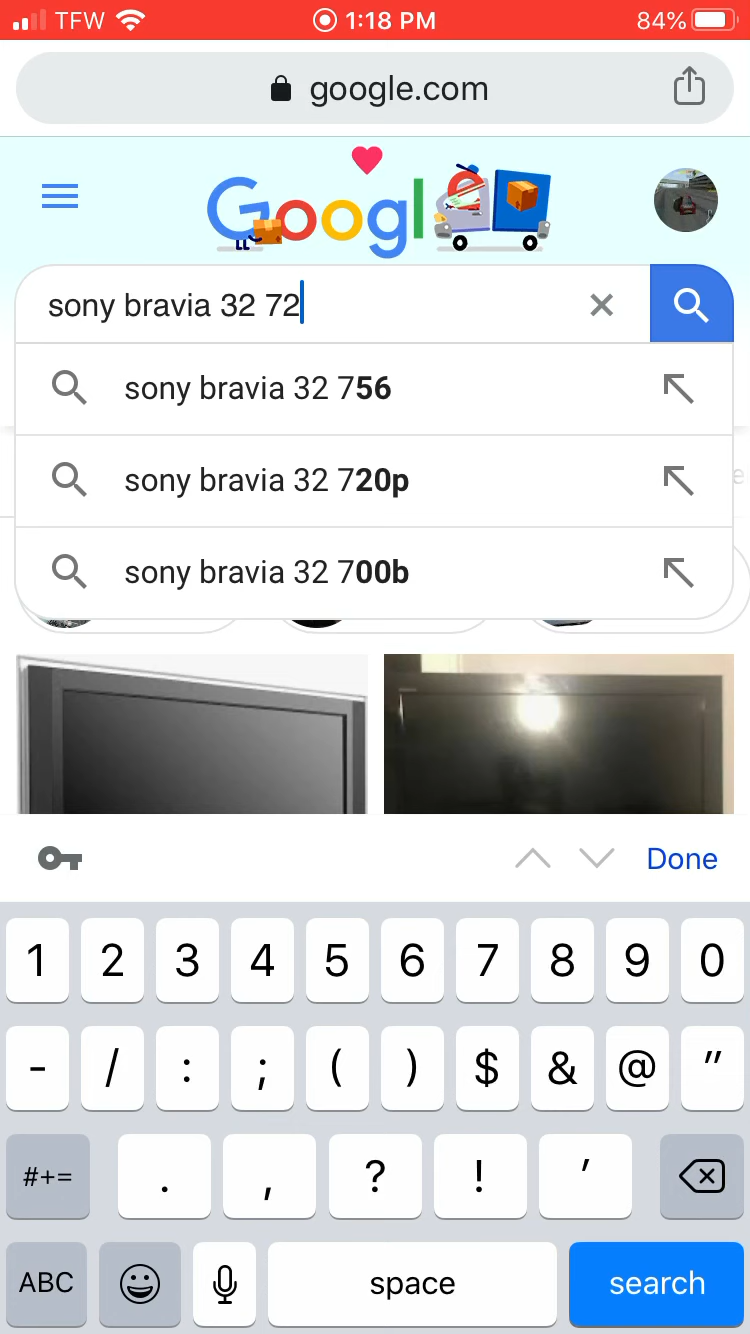 TFW 1:18 PM 84%
google.com
Googl
sony bravia 32 72
sony bravia 32 756
sony bravia 32 720p
sony bravia 32 700b
Done
1 2 3 4 5 6 7 8 9 0
- / : ; ( ) $ & @ "
#+= . , ? ! '
ABC space search